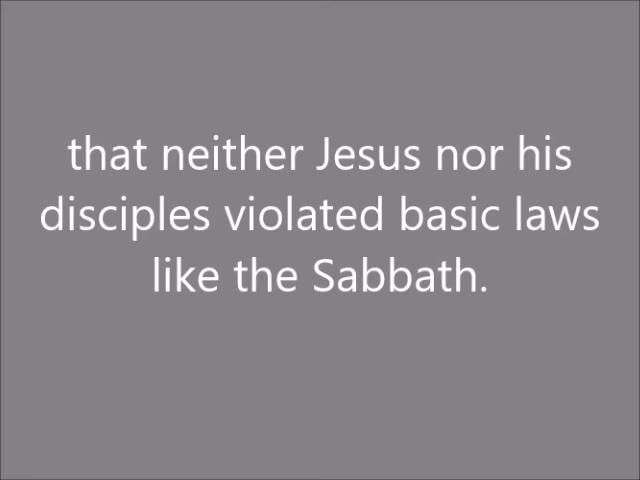 that neither Jesus nor his
disciples violated basic laws
like the Sabbath.